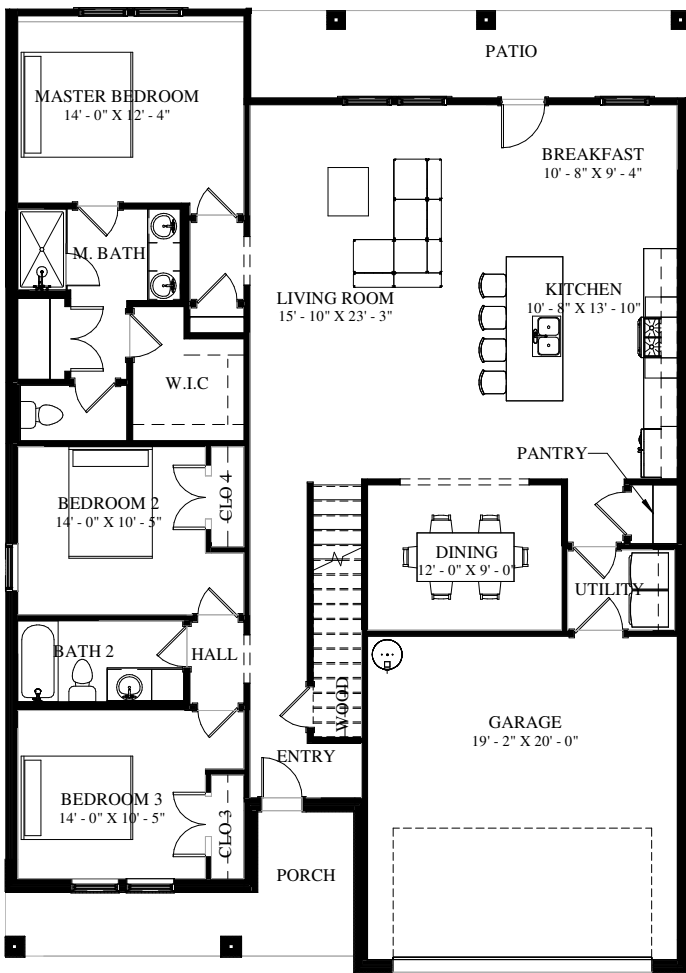 PATIO
MASTER BEDROOM
14' - 0" X 12' - 4"
BREAKFAST
10' - 8" X 9' - 4"
M. BATH
LIVING ROOM
15' - 10" X 23' - 3"
KITCHEN
10' - 8" X 13' - 10"
W.I.C
PANTRY
BEDROOM 2
14' - 0" X 10' - 5"
CLO 4
DINING
12' - 0" X 9' - 0"
UTILITY
BATH 2
HALL
WOOD
GARAGE
19' - 2" X 20' - 0"
ENTRY
BEDROOM 3
14' - 0" X 10' - 5"
CLO 3
PORCH